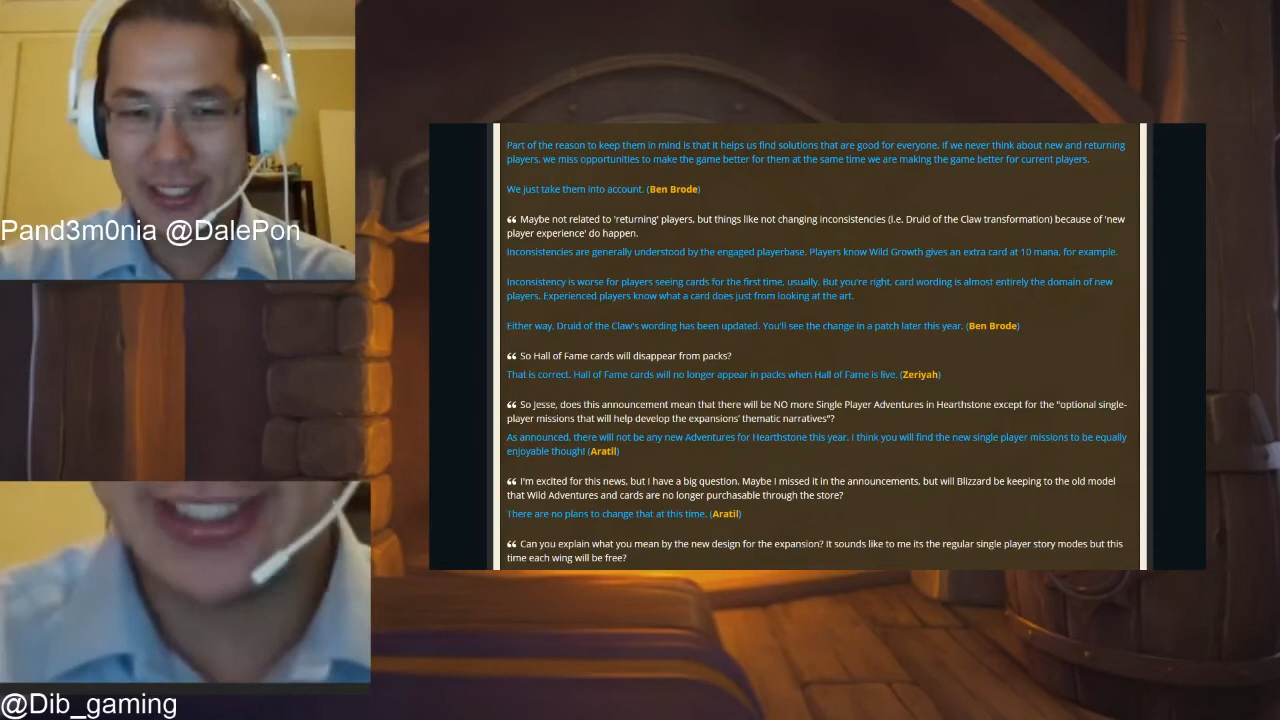 Pand3m0nia @DalePon
@Dib_gaming
Part of the reason to keep them in mind is that it helps us find solutions that are good for everyone. If we never think about new and returning
players, we miss opportunities to make the game better for them at the same time we are making the game better for current players.
We just take them into account. (Ben Brode)
“ Maybe not related to 'returning' players, but things like not changing inconsistencies (i.e. Druid of the Claw transformation) because of 'new
player experience' do happen.
Inconsistencies are generally understood by the engaged playerbase. Players know Wild Growth gives an extra card at 10 mana, for example.
Inconsistency is worse for players seeing cards for the first time, usually. But you're right, card wording is almost entirely the domain of new
players. Experienced players know what a card does just from looking at the art.
Either way, Druid of the Claw's wording has been updated. You'll see the change in a patch later this year. (Ben Brode)
“ So Hall of Fame cards will disappear from packs?
That is correct. Hall of Fame cards will no longer appear in packs when Hall of Fame is live. (Zeriyah)
“ So Jesse, does this announcement mean that there will be NO more Single Player Adventures in Hearthstone except for the "optional single-
player missions that will help develop the expansions' thematic narratives"?
As announced, there will not be any new Adventures for Hearthstone this year. I think you will find the new single player missions to be equally
enjoyable though! (Aratil)
“ I'm excited for this news, but I have a big question. Maybe I missed it in the announcements, but will Blizzard be keeping to the old model
that Wild Adventures and cards are no longer purchasable through the store?
There are no plans to change that at this time. (Aratil)
“ Can you explain what you mean by the new design for the expansion? It sounds like to me its the regular single player story modes but this
time each wing will be free?